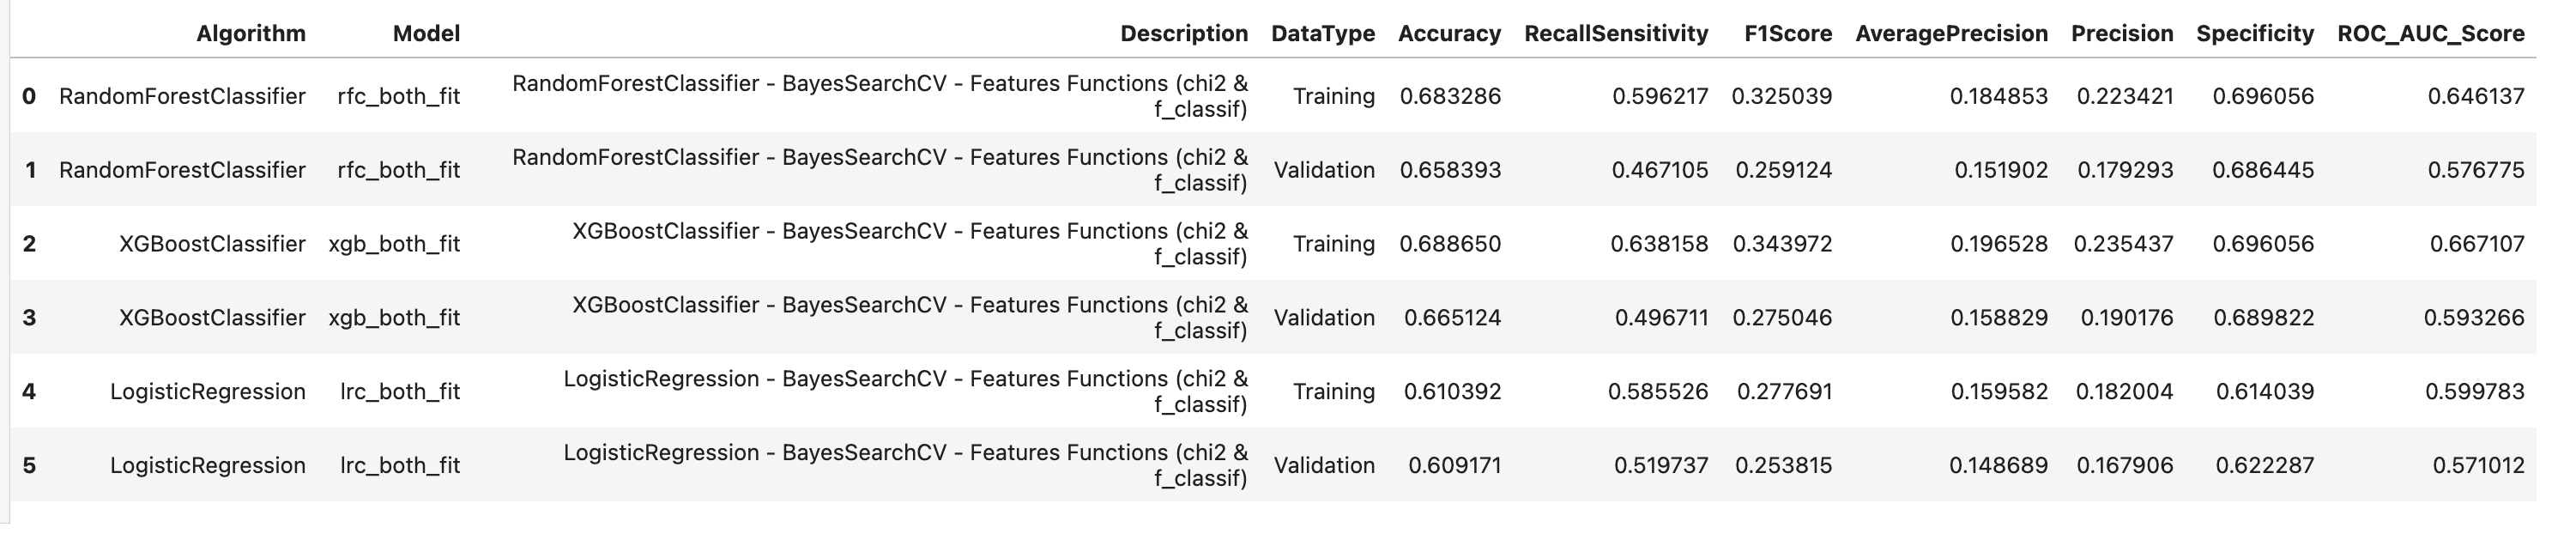 Algorithm Model Description DataType Accuracy RecallSensitivity F1Score AveragePrecision Precision Specificity ROC_AUC_Score
0 RandomForestClassifier rfc_both_fit RandomForestClassifier - BayesSearchCV - Features Functions (chi2 & f_classif) Training 0.683286 0.596217 0.325039 0.184853 0.223421 0.696056 0.646137
1 RandomForestClassifier rfc_both_fit RandomForestClassifier - BayesSearchCV - Features Functions (chi2 & f_classif) Validation 0.658393 0.467105 0.259124 0.151902 0.179293 0.686445 0.576775
2 XGBoostClassifier xgb_both_fit XGBoostClassifier - BayesSearchCV - Features Functions (chi2 & f_classif) Training 0.688650 0.638158 0.343972 0.196528 0.235437 0.696056 0.667107
3 XGBoostClassifier xgb_both_fit XGBoostClassifier - BayesSearchCV - Features Functions (chi2 & f_classif) Validation 0.665124 0.496711 0.275046 0.158829 0.190176 0.689822 0.593266
4 LogisticRegression lrc_both_fit LogisticRegression - BayesSearchCV - Features Functions (chi2 & f_classif) Training 0.610392 0.585526 0.277691 0.159582 0.182004 0.614039 0.599783
5 LogisticRegression lrc_both_fit LogisticRegression - BayesSearchCV - Features Functions (chi2 & f_classif) Validation 0.609171 0.519737 0.253815 0.148689 0.167906 0.622287 0.571012